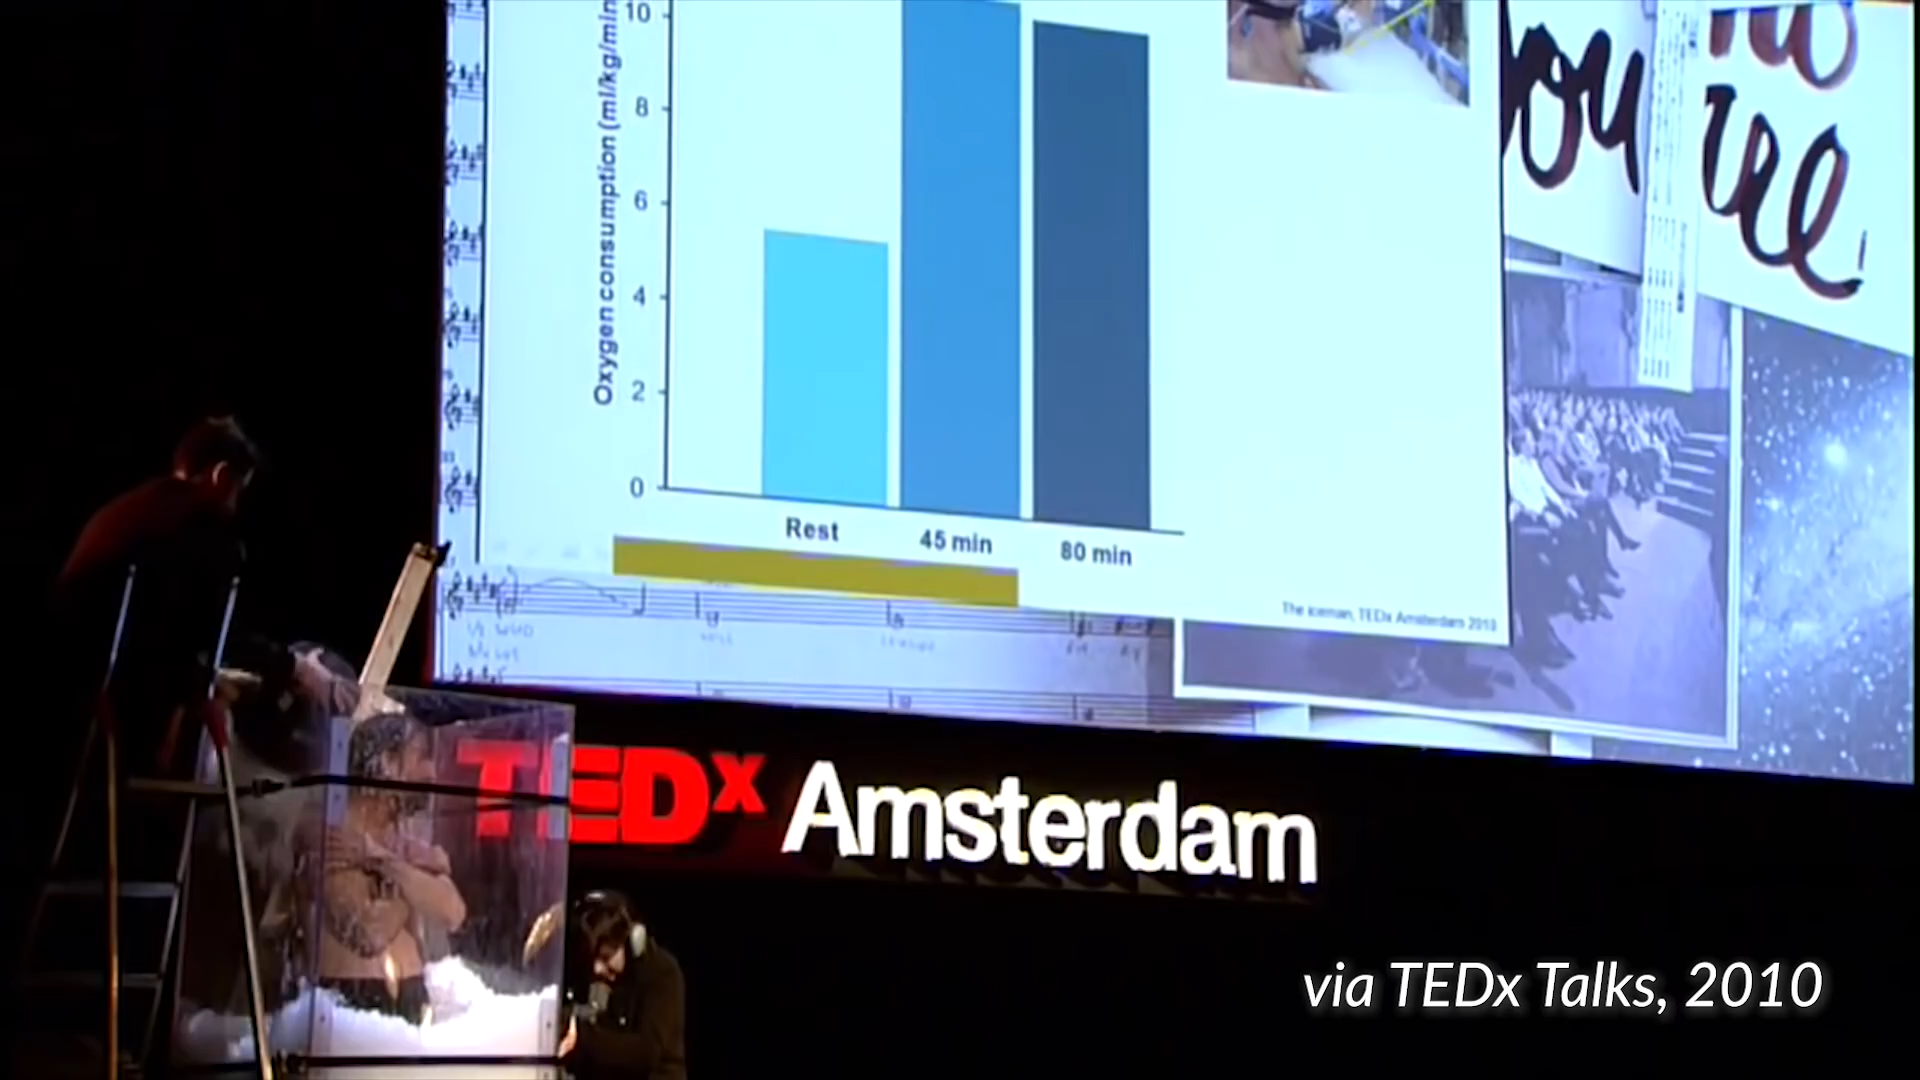 10
8
6
4
2
0
Oxygen consumption (ml/kg/min
Rest
45 min
80 min
The iceman, TEDx Amsterdam 2010
you
TEDx Amsterdam
via TEDx Talks, 2010